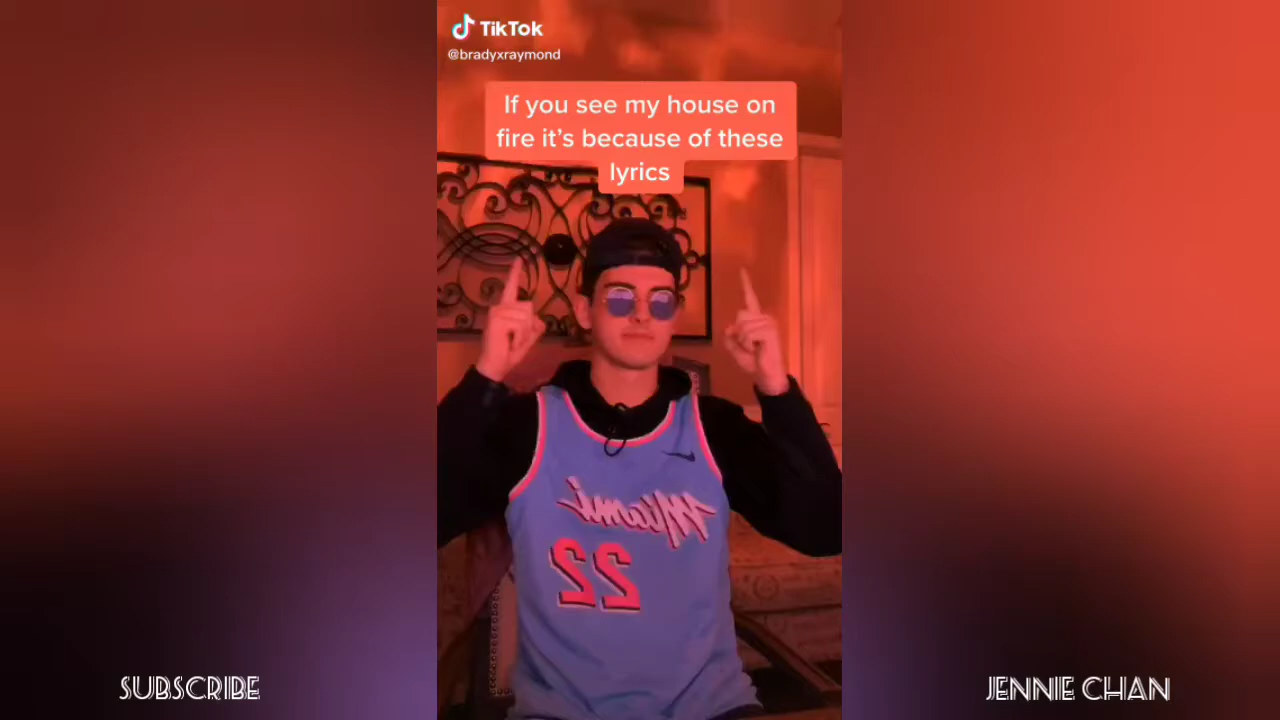 TikTok
@bradyxraymond
If you see my house on
fire it's because of these
lyrics
Miami
22
SUBSCRIBE
JENNIE CHAN